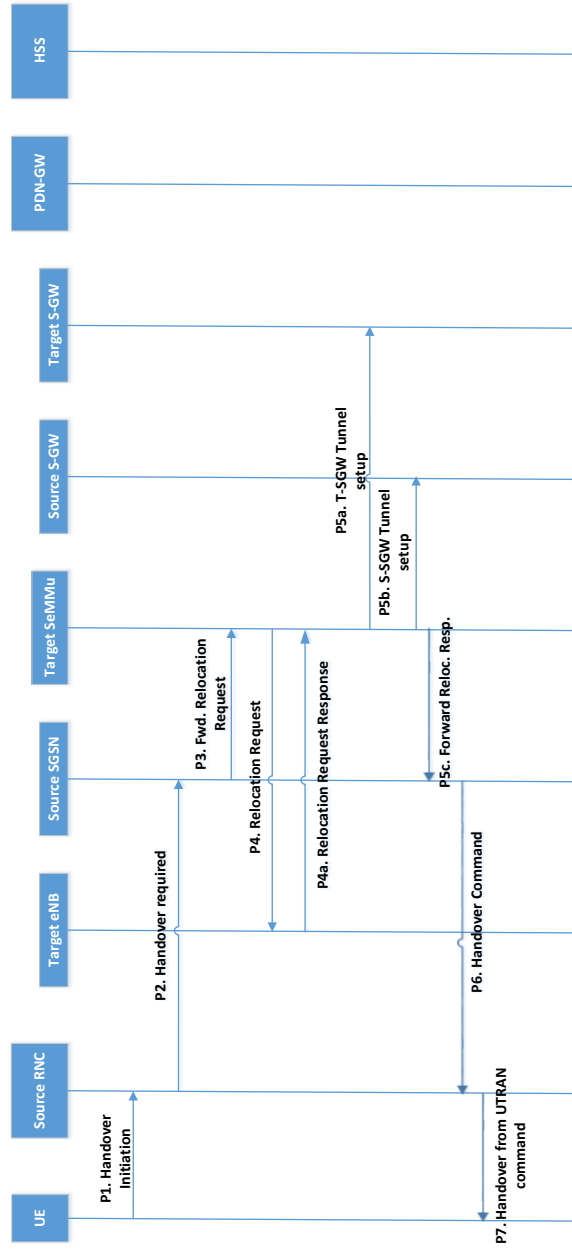 UE
Source RNC
Target eNB
Source SGSN
Target SeMMu
Source S-GW
Target S-GW
PDN-GW
HSS
P1. Handover
Initiation
P2. Handover required
P3. Fwd. Relocation
Request
P4. Relocation Request
P4a. Relocation Request Response
P5a. T-SGW Tunnel
setup
P5b. S-SGW Tunnel
setup
P5c. Forward Reloc. Resp.
P6. Handover Command
P7. Handover from UTRAN
command